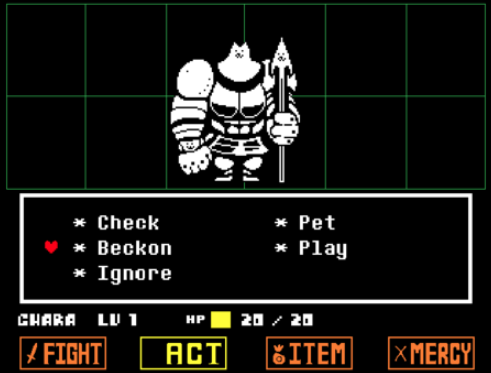 * Check * Pet
* Beckon * Play
* Ignore
CHARA LV 1 HP 20 / 20
FIGHT ACT ITEM MERCY